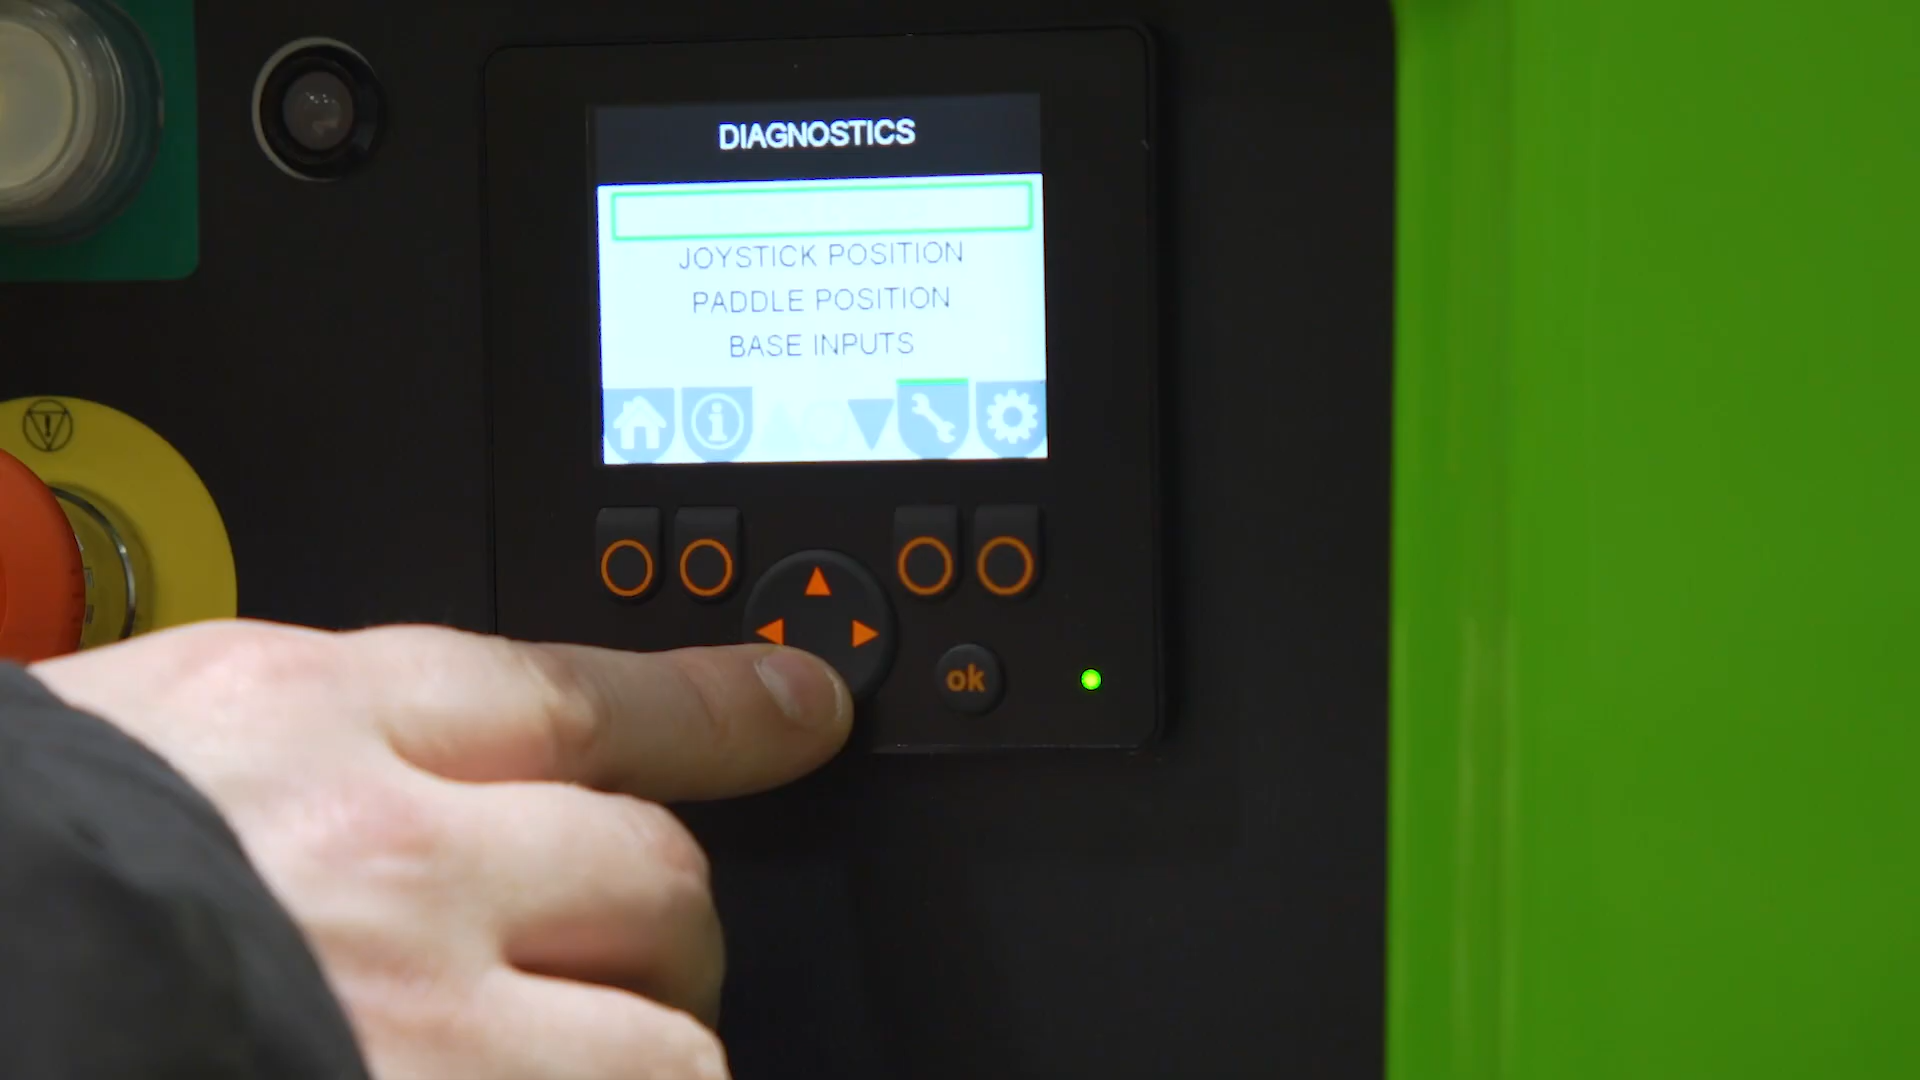 DIAGNOSTICS
JOYSTICK POSITION
PADDLE POSITION
BASE INPUTS
ok